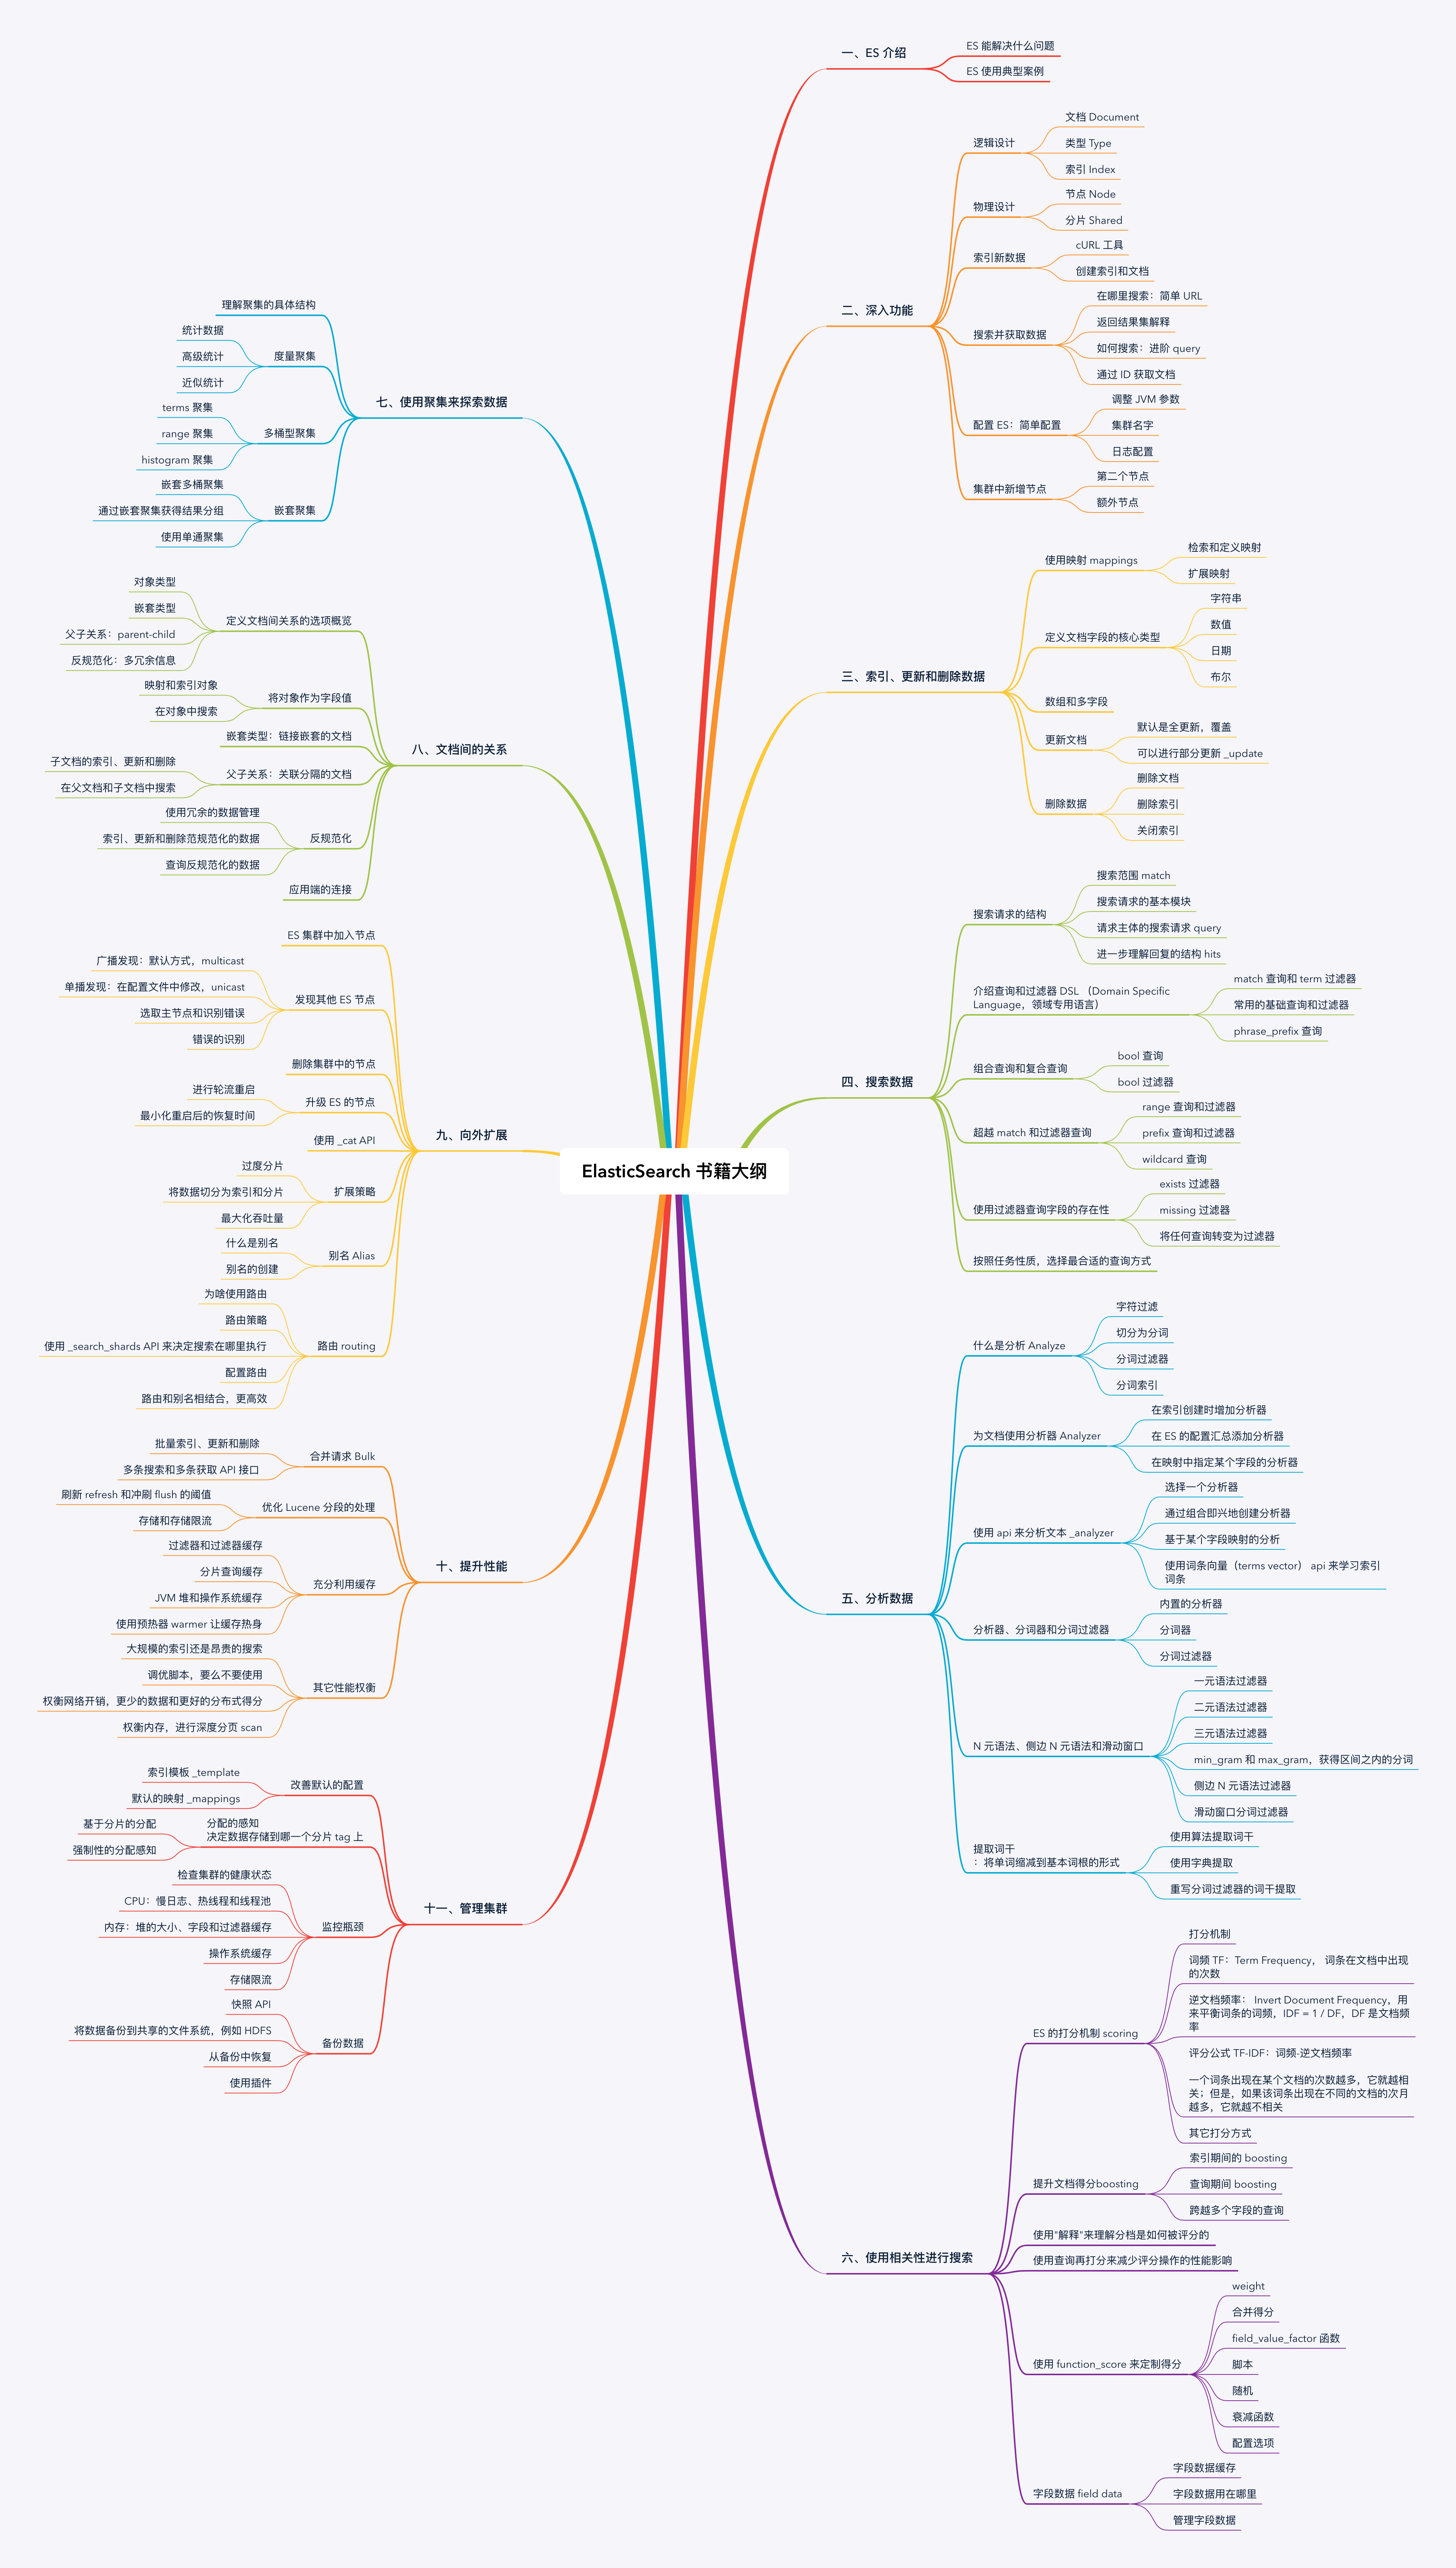 ElasticSearch 书籍大纲
一、ES 介绍
ES 能解决什么问题
ES 使用典型案例
二、深入功能
逻辑设计
文档 Document
类型 Type
索引 Index
物理设计
节点 Node
分片 Shared
索引新数据
cURL 工具
创建索引和文档
搜索并获取数据
在哪里搜索：简单 URL
返回结果集解释
如何搜索：进阶 query
通过 ID 获取文档
配置 ES：简单配置
调整 JVM 参数
集群名字
日志配置
集群中新增节点
第二个节点
额外节点
三、索引、更新和删除数据
使用映射 mappings
检索和定义映射
扩展映射
定义文档字段的核心类型
字符串
数值
日期
布尔
数组和多字段
更新文档
默认是全更新，覆盖
可以进行部分更新 _update
删除数据
删除文档
删除索引
关闭索引
四、搜索数据
搜索请求的结构
搜索范围 match
搜索请求的基本模块
请求主体的搜索请求 query
进一步理解回复的结构 hits
介绍查询和过滤器 DSL （Domain Specific
Language，领域专用语言）
match 查询和 term 过滤器
常用的基础查询和过滤器
phrase_prefix 查询
组合查询和复合查询
bool 查询
bool 过滤器
超越 match 和过滤器查询
range 查询和过滤器
prefix 查询和过滤器
wildcard 查询
使用过滤器查询字段的存在性
exists 过滤器
missing 过滤器
将任何查询转变为过滤器
按照任务性质，选择最合适的查询方式
五、分析数据
什么是分析 Analyze
字符过滤
切分为分词
分词过滤器
分词索引
为文档使用分析器 Analyzer
在索引创建时增加分析器
在 ES 的配置汇总添加分析器
在映射中指定某个字段的分析器
使用 api 来分析文本 _analyzer
选择一个分析器
通过组合即兴地创建分析器
基于某个字段映射的分析
使用词条向量（terms vector） api 来学习索引
词条
分析器、分词器和分词过滤器
内置的分析器
分词器
分词过滤器
N 元语法、侧边 N 元语法和滑动窗口
一元语法过滤器
二元语法过滤器
三元语法过滤器
min_gram 和 max_gram，获得区间之内的分词
侧边 N 元语法过滤器
滑动窗口分词过滤器
提取词干
：将单词缩减到基本词根的形式
使用算法提取词干
使用字典提取
重写分词过滤器的词干提取
六、使用相关性进行搜索
ES 的打分机制 scoring
打分机制
词频 TF：Term Frequency， 词条在文档中出现
的次数
逆文档频率： Invert Document Frequency，用
来平衡词条的词频，IDF = 1 / DF，DF 是文档频
率
评分公式 TF-IDF：词频-逆文档频率
一个词条出现在某个文档的次数越多，它就越相
关；但是，如果该词条出现在不同的文档的次月
越多，它就越不相关
其它打分方式
提升文档得分boosting
索引期间的 boosting
查询期间 boosting
跨越多个字段的查询
使用"解释"来理解分档是如何被评分的
使用查询再打分来减少评分操作的性能影响
使用 function_score 来定制得分
weight
合并得分
field_value_factor 函数
脚本
随机
衰减函数
配置选项
字段数据 field data
字段数据缓存
字段数据用在哪里
管理字段数据
七、使用聚集来探索数据
理解聚集的具体结构
度量聚集
统计数据
高级统计
近似统计
多桶型聚集
terms 聚集
range 聚集
histogram 聚集
嵌套聚集
嵌套多桶聚集
通过嵌套聚集获得结果分组
使用单通聚集
八、文档间的关系
定义文档间关系的选项概览
对象类型
嵌套类型
父子关系：parent-child
反规范化：多冗余信息
将对象作为字段值
映射和索引对象
在对象中搜索
嵌套类型：链接嵌套的文档
父子关系：关联分隔的文档
子文档的索引、更新和删除
在父文档和子文档中搜索
反规范化
使用冗余的数据管理
索引、更新和删除范规范化的数据
查询反规范化的数据
应用端的连接
九、向外扩展
ES 集群中加入节点
发现其他 ES 节点
广播发现：默认方式，multicast
单播发现：在配置文件中修改，unicast
选取主节点和识别错误
错误的识别
删除集群中的节点
升级 ES 的节点
进行轮流重启
最小化重启后的恢复时间
使用 _cat API
扩展策略
过度分片
将数据切分为索引和分片
最大化吞吐量
别名 Alias
什么是别名
别名的创建
路由 routing
为啥使用路由
路由策略
使用 _search_shards API 来决定搜索在哪里执行
配置路由
路由和别名相结合，更高效
十、提升性能
合并请求 Bulk
批量索引、更新和删除
多条搜索和多条获取 API 接口
优化 Lucene 分段的处理
刷新 refresh 和冲刷 flush 的阈值
存储和存储限流
充分利用缓存
过滤器和过滤器缓存
分片查询缓存
JVM 堆和操作系统缓存
使用预热器 warmer 让缓存热身
其它性能权衡
大规模的索引还是昂贵的搜索
调优脚本，要么不要使用
权衡网络开销，更少的数据和更好的分布式得分
权衡内存，进行深度分页 scan
十一、管理集群
改善默认的配置
索引模板 _template
默认的映射 _mappings
分配的感知
决定数据存储到哪一个分片 tag 上
基于分片的分配
强制性的分配感知
监控瓶颈
检查集群的健康状态
CPU：慢日志、热线程和线程池
内存：堆的大小、字段和过滤器缓存
操作系统缓存
存储限流
备份数据
快照 API
将数据备份到共享的文件系统，例如 HDFS
从备份中恢复
使用插件